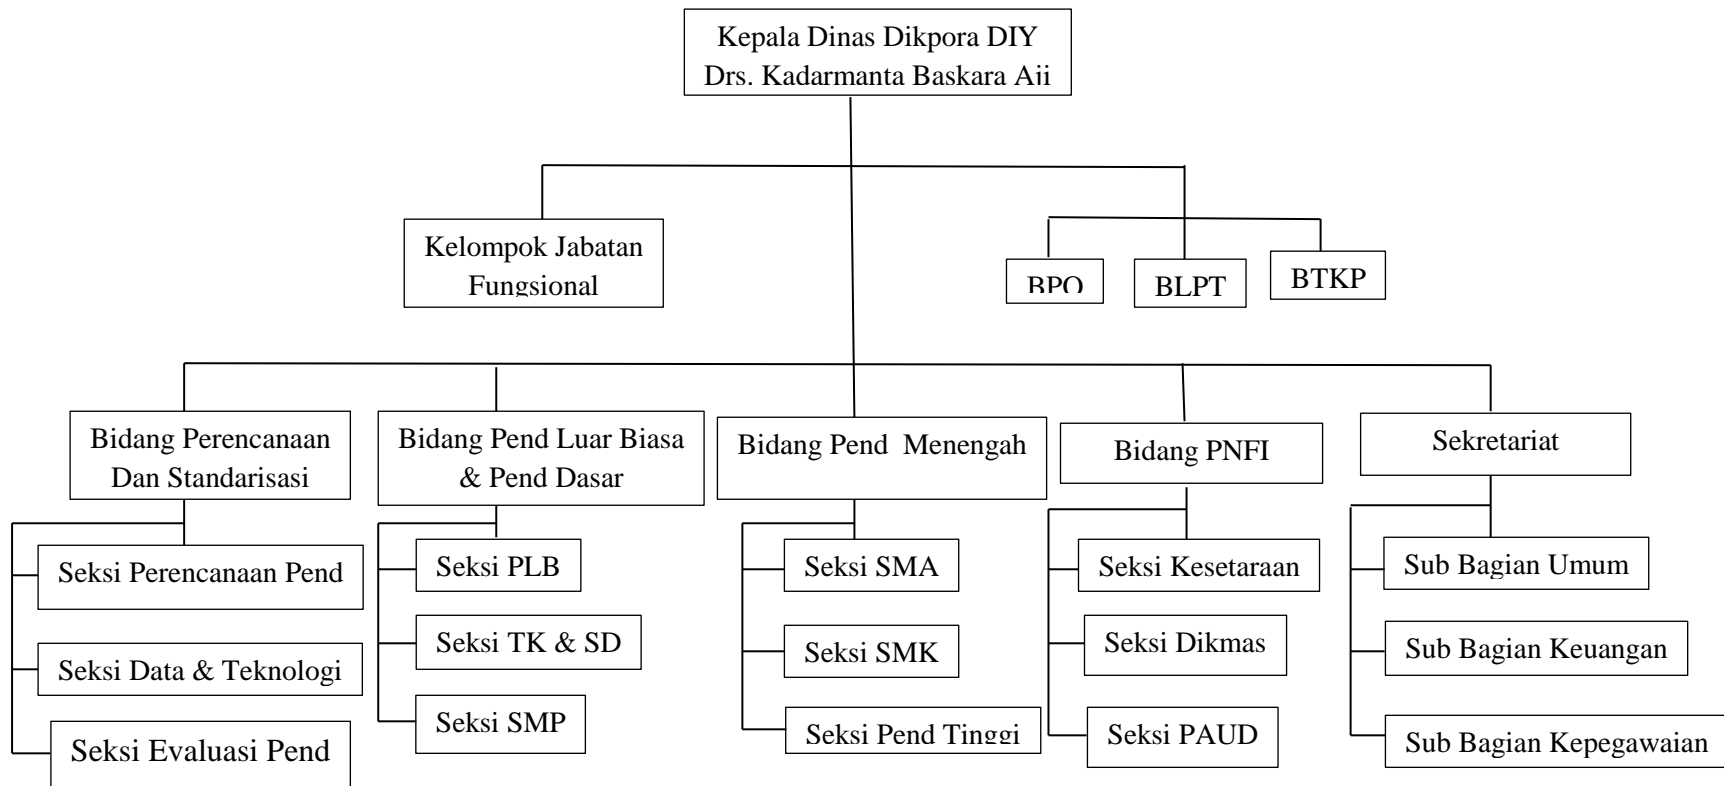 Kepala Dinas Dikpora DIY
Drs. Kadarmanta Baskara Aji
Kelompok Jabatan
Fungsional
BPO
BLPT
BTKP
Bidang Perencanaan
Dan Standarisasi
Seksi Perencanaan Pend
Seksi Data & Teknologi
Seksi Evaluasi Pend
Bidang Pend Luar Biasa
& Pend Dasar
Seksi PLB
Seksi TK & SD
Seksi SMP
Bidang Pend Menengah
Seksi SMA
Seksi SMK
Seksi Pend Tinggi
Bidang PNFI
Seksi Kesetaraan
Seksi Dikmas
Seksi PAUD
Sekretariat
Sub Bagian Umum
Sub Bagian Keuangan
Sub Bagian Kepegawaian